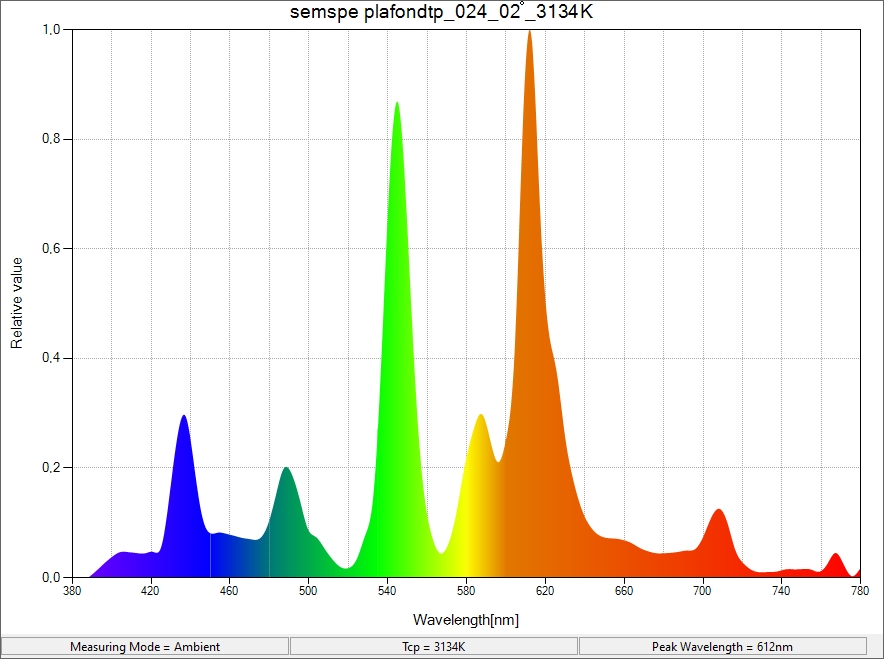 semspe plafondtp_024_02°_3134K
1,0
0,8
0,6
0,4
0,2
0,0
Relative value
380 420 460 500 540 580 620 660 700 740 780
Wavelength[nm]
Measuring Mode = Ambient Tcp = 3134K Peak Wavelength = 612nm